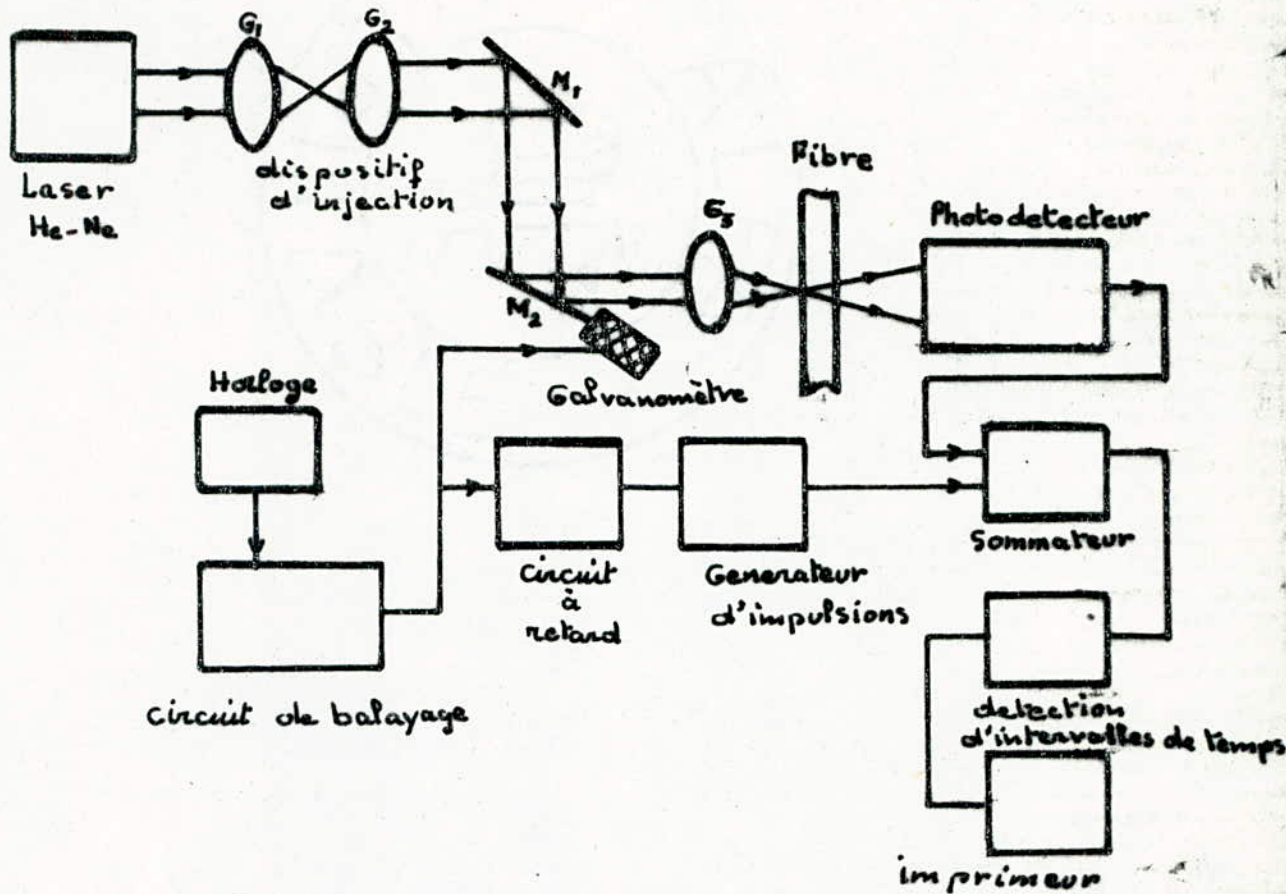 G1
G2
M1
Laser
He-Ne
dispositif
d'injection
Fibre
G3
Photodetecteur
M2
Galvanomètre
Horloge
Sommateur
Circuit
à
retard
Generateur
d'impulsions
circuit de balayage
detection
d'intervalles de temps
imprimeur